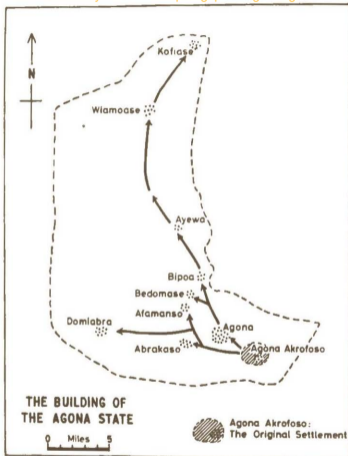 N
Kofiase
Wiamoase
Ayewa
Bipoa
Bedomase
Afamanso
Domiabra
Agona
Abrakaso
Agona Akrofoso
THE BUILDING OF
THE AGONA STATE
0 Miles 5
Agona Akrofoso:
The Original Settlement